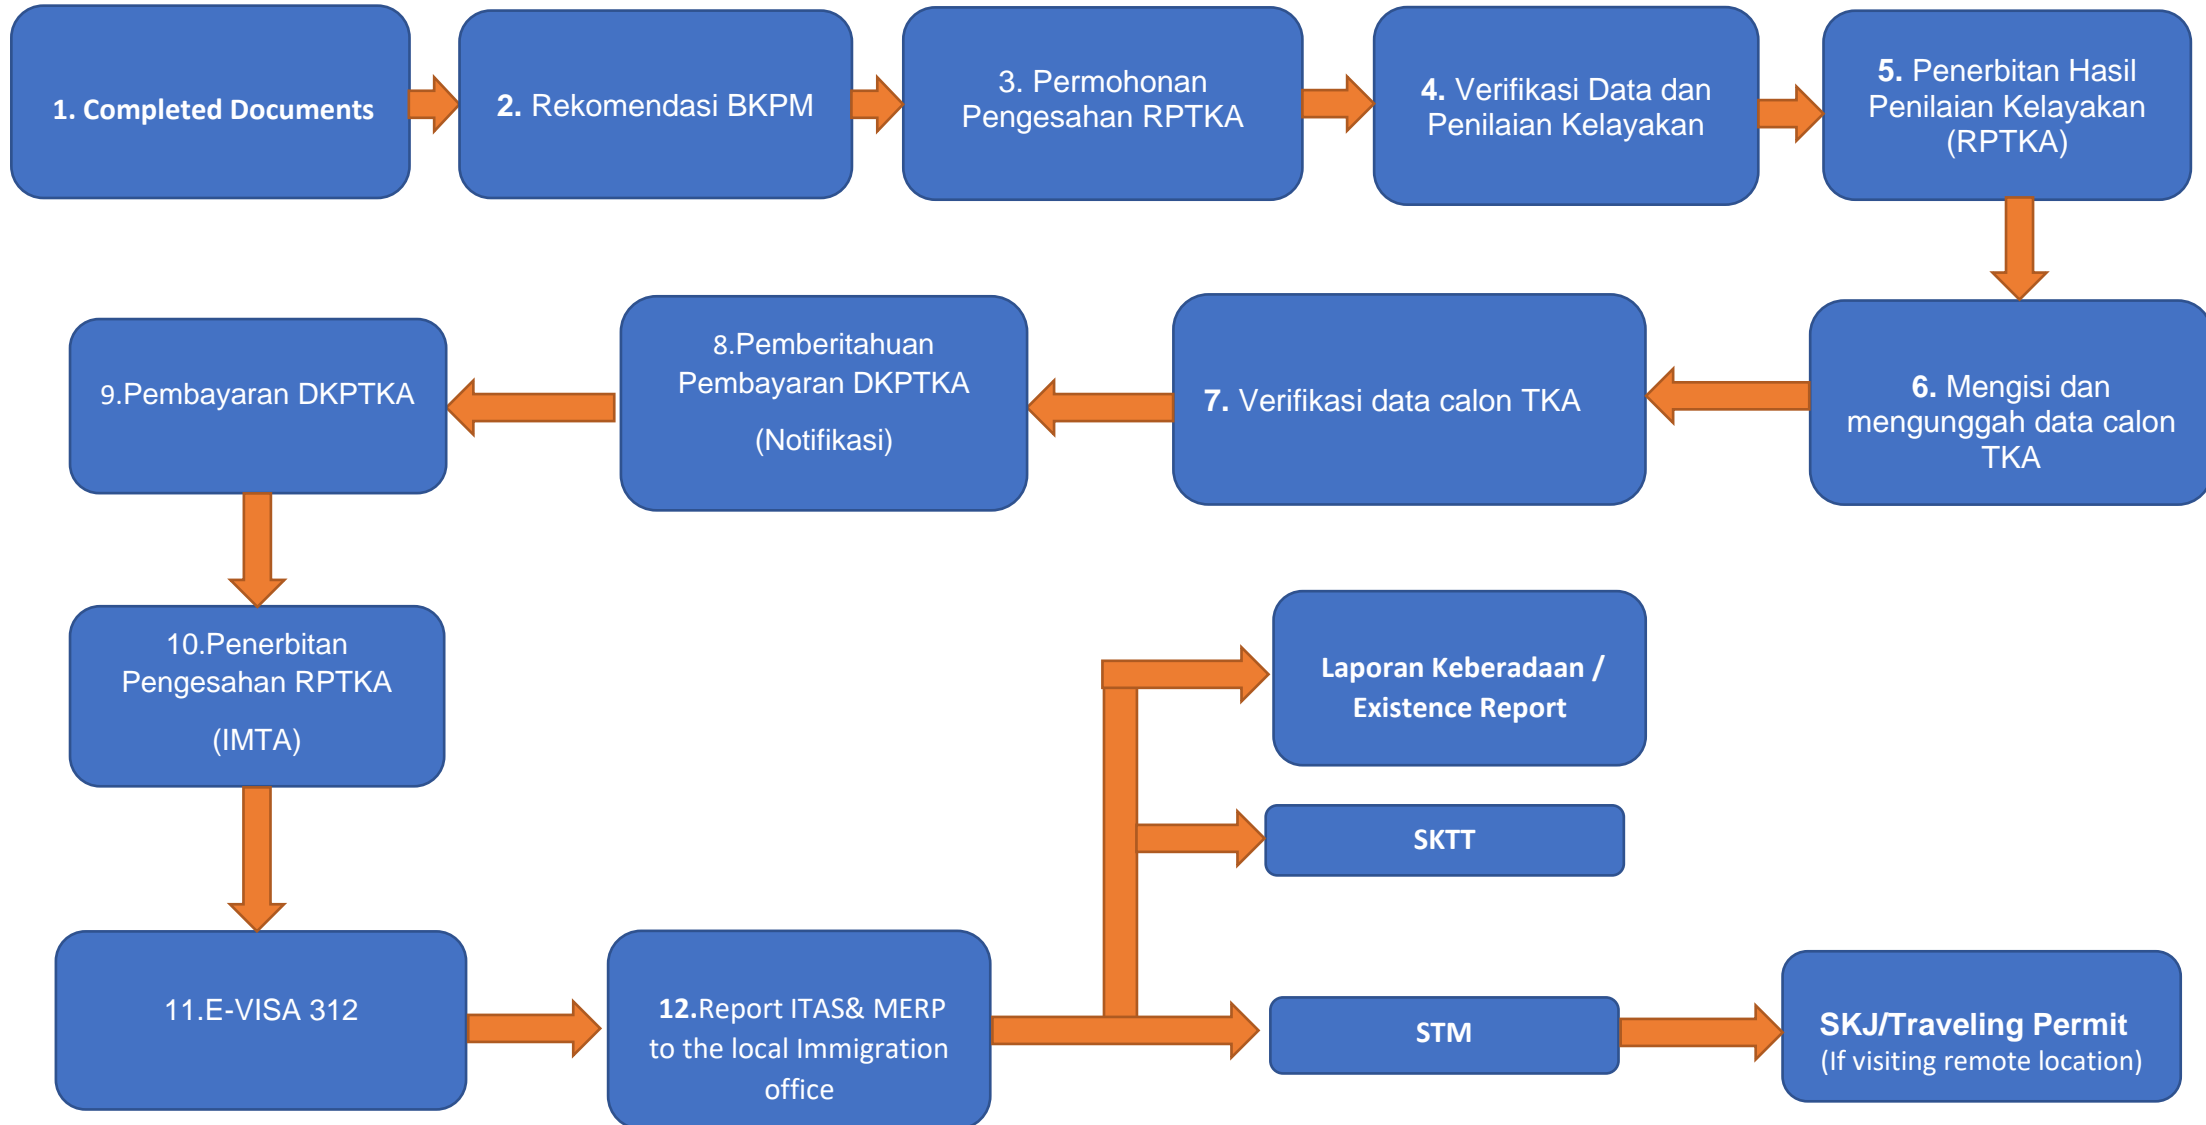 1. Completed Documents
2. Rekomendasi BKPM
3. Permohonan
Pengesahan RPTKA
4. Verifikasi Data dan
Penilaian Kelayakan
5. Penerbitan Hasil
Penilaian Kelayakan
(RPTKA)
6. Mengisi dan
mengunggah data calon
TKA
7. Verifikasi data calon TKA
8.Pemberitahuan
Pembayaran DKPTKA
(Notifikasi)
9.Pembayaran DKPTKA
10.Penerbitan
Pengesahan RPTKA
(IMTA)
11.E-VISA 312
12.Report ITAS& MERP
to the local Immigration
office
Laporan Keberadaan /
Existence Report
SKTT
STM
SKJ/Traveling Permit
(If visiting remote location)